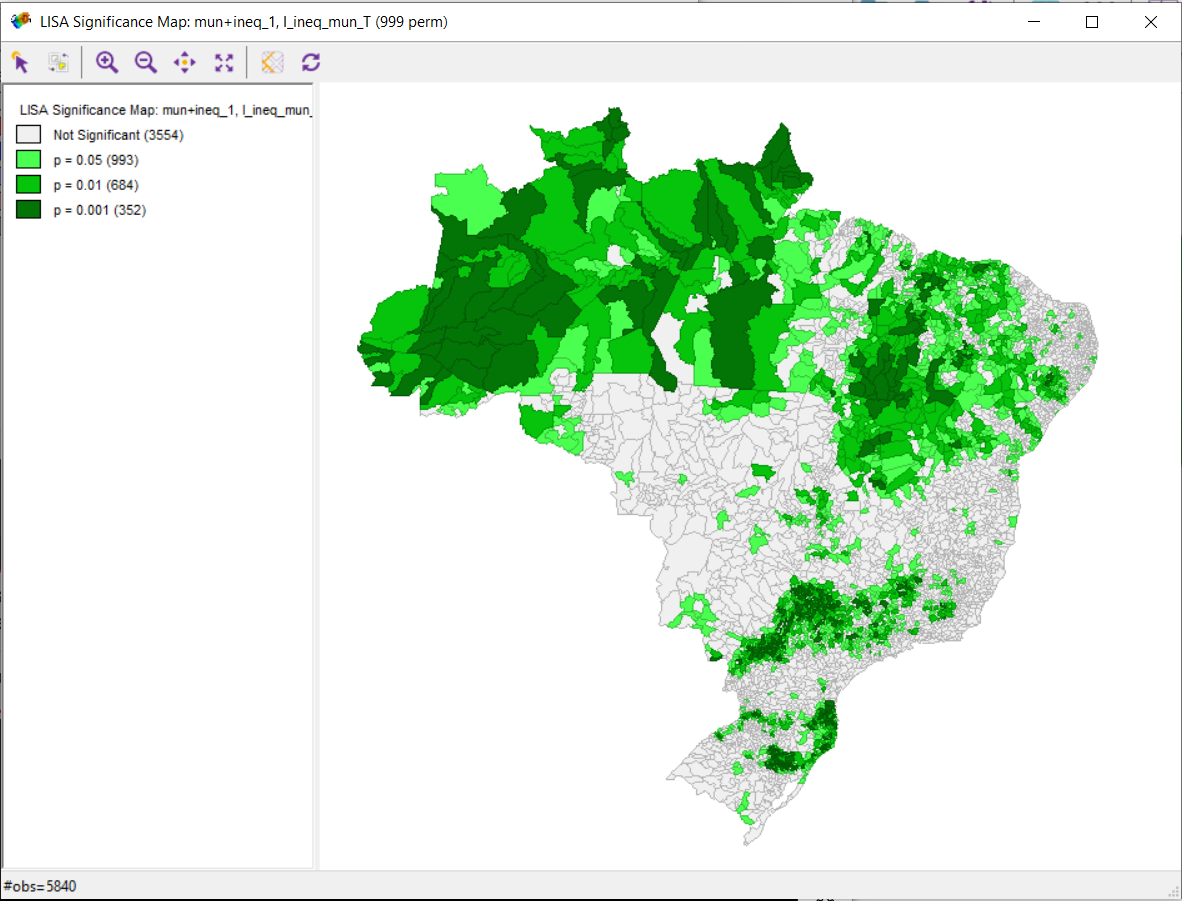 LISA Significance Map: mun+ineq_1, I_ineq_mun_T (999 perm)
LISA Significance Map: mun+ineq_1, I_ineq_mun_
Not Significant (3554)
p = 0.05 (993)
p = 0.01 (684)
p = 0.001 (352)
#obs=5840